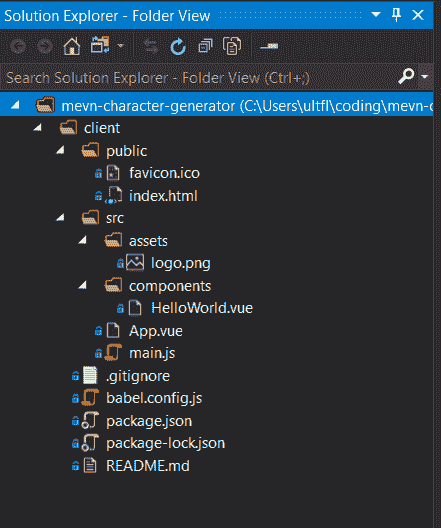 Solution Explorer - Folder View
Search Solution Explorer - Folder View (Ctrl+;)
mevn-character-generator (C:\Users\ultfl\coding\mevn-c
client
public
favicon.ico
index.html
src
assets
logo.png
components
HelloWorld.vue
App.vue
main.js
.gitignore
babel.config.js
package.json
package-lock.json
README.md